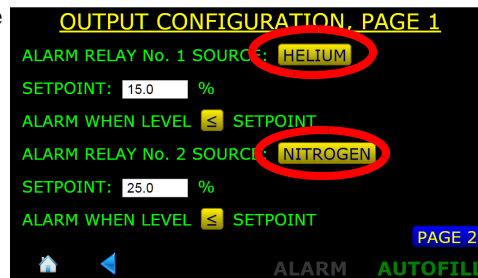 e
OUTPUT CONFIGURATION, PAGE 1
ALARM RELAY No. 1 SOURCE: HELIUM
SETPOINT: 15.0 %
ALARM WHEN LEVEL ≤ SETPOINT
ALARM RELAY No. 2 SOURCE: NITROGEN
SETPOINT: 25.0 %
ALARM WHEN LEVEL ≤ SETPOINT
PAGE 2
ALARM AUTOFILL